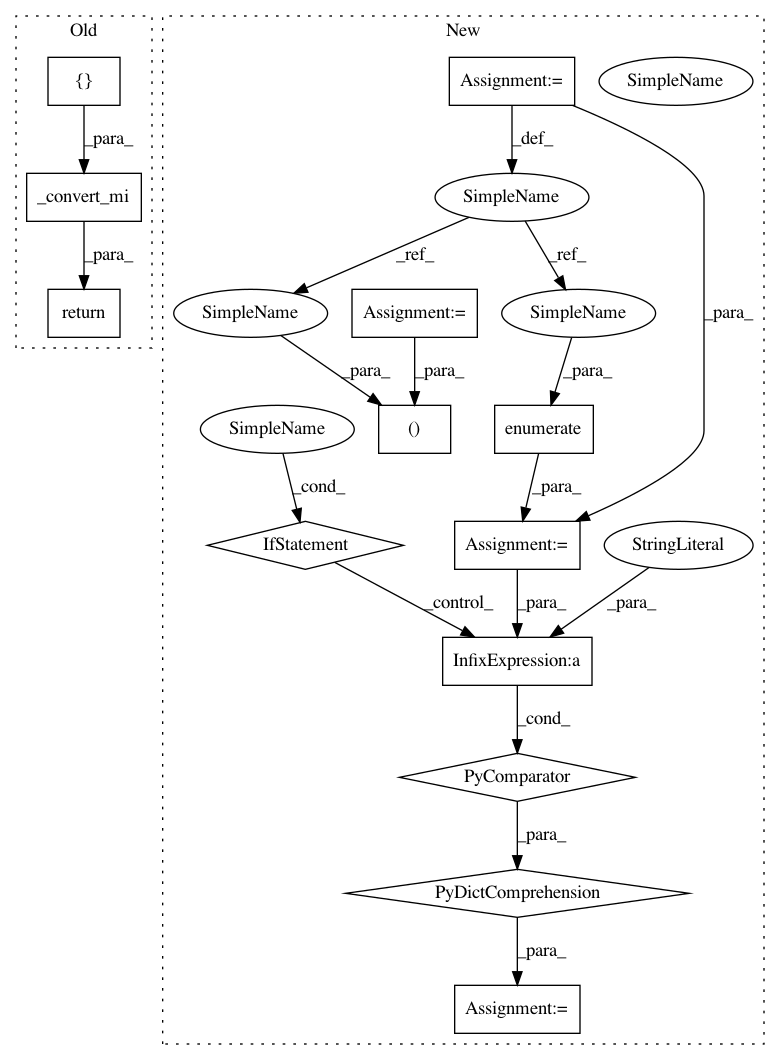 Old
New
{}
Assignment:=
SimpleName
_para_
_def_
_convert_mi
SimpleName
_para_
_ref_
_ref_
return
SimpleName
Assignment:=
SimpleName
_para_
_para_
_para_
_para_
SimpleName
()
enumerate
_cond_
_para_
IfStatement
Assignment:=
StringLiteral
_control_
_para_
_para_
InfixExpression:a
_cond_
PyComparator
_para_
PyDictComprehension
_para_
Assignment:=